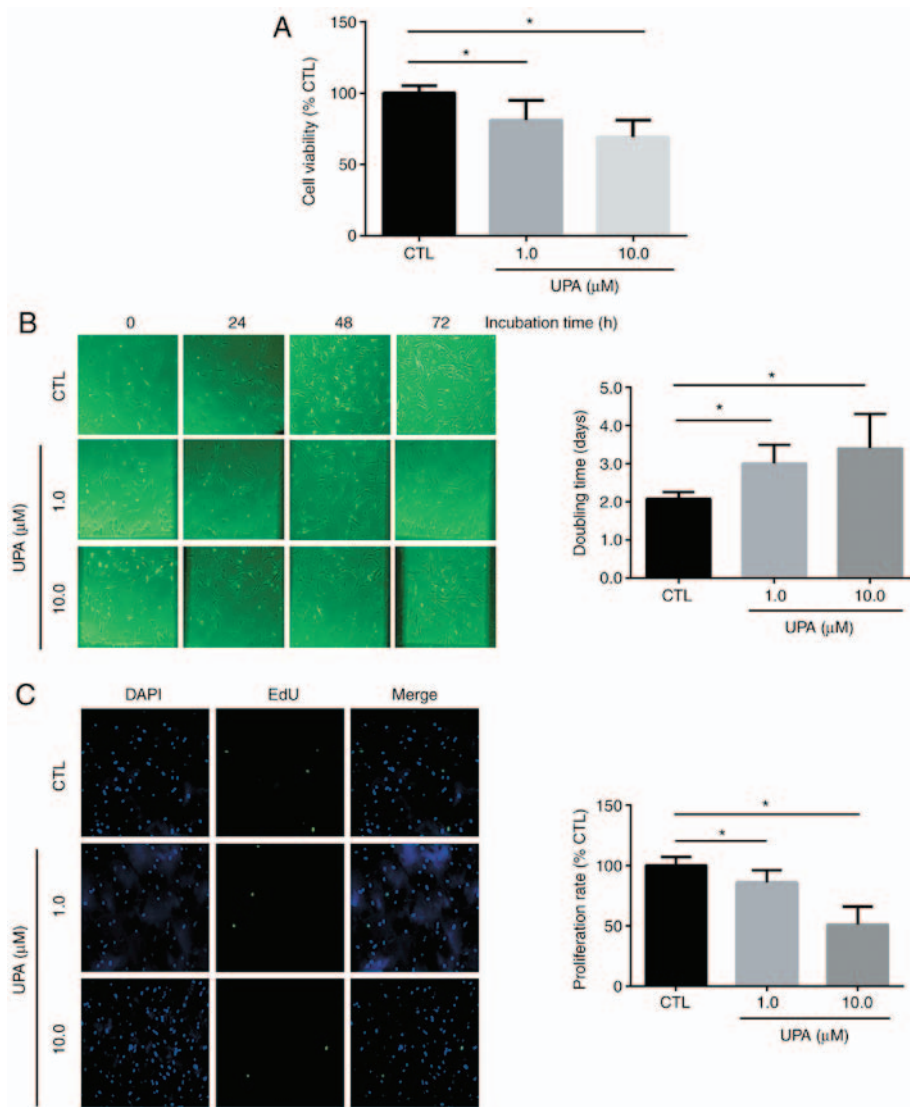 A
150
100
50
0
Cell viability (% CTL)
*
*
CTL
1.0
10.0
UPA (μM)
B
0
24
48
72
Incubation time (h)
CTL
1.0
10.0
UPA (μM)
5.0
4.0
3.0
2.0
1.0
0.0
Doubling time (days)
*
*
CTL
1.0
10.0
UPA (μM)
C
DAPI
EdU
Merge
CTL
1.0
10.0
UPA (μM)
150
100
50
0
Proliferation rate (% CTL)
*
*
CTL
1.0
10.0
UPA (μM)